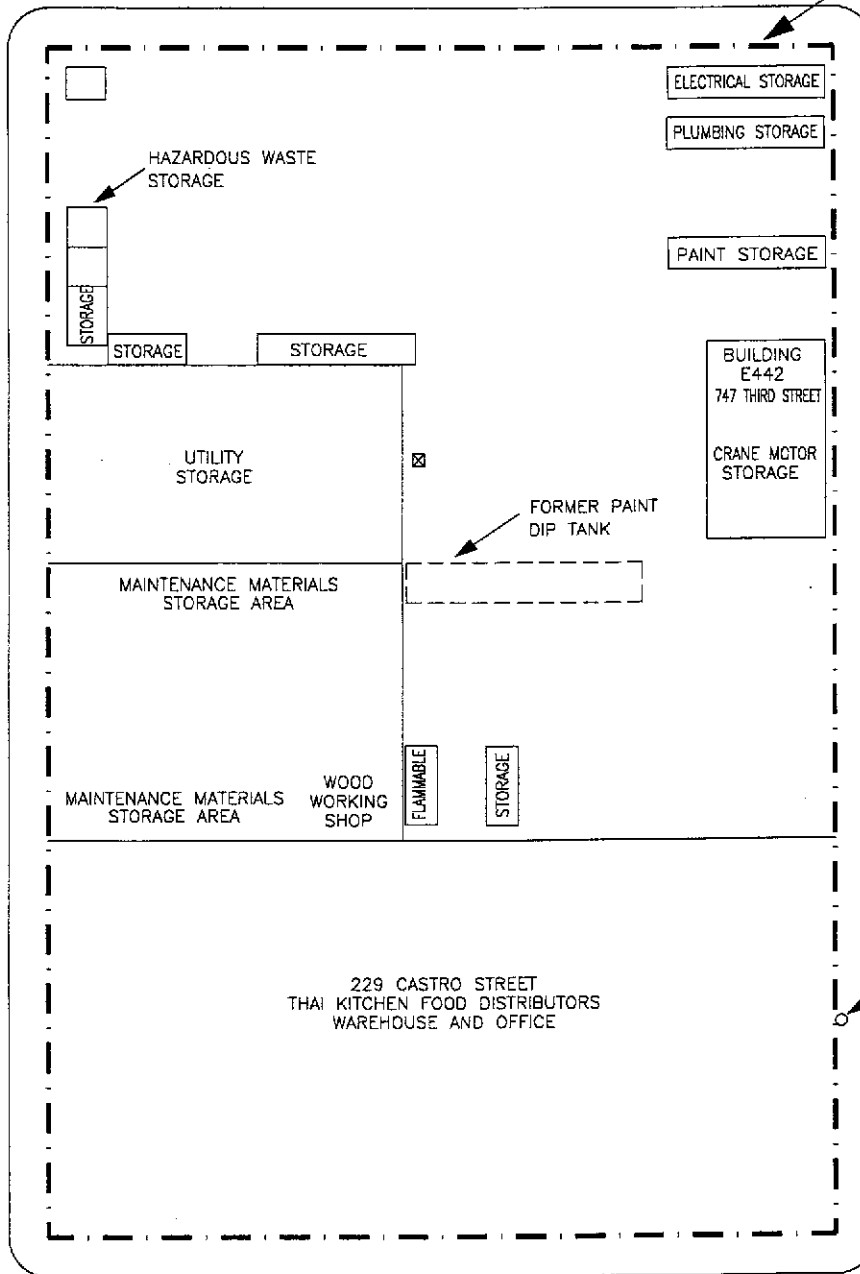 ELECTRICAL STORAGE
PLUMBING STORAGE
HAZARDOUS WASTE
STORAGE
PAINT STORAGE
STORAGE
STORAGE
STORAGE
BUILDING
E442
747 THIRD STREET
CRANE MOTOR
STORAGE
UTILITY
STORAGE
FORMER PAINT
DIP TANK
MAINTENANCE MATERIALS
STORAGE AREA
FLAMMABLE
STORAGE
WOOD
WORKING
SHOP
MAINTENANCE MATERIALS
STORAGE AREA
229 CASTRO STREET
THAI KITCHEN FOOD DISTRIBUTORS
WAREHOUSE AND OFFICE